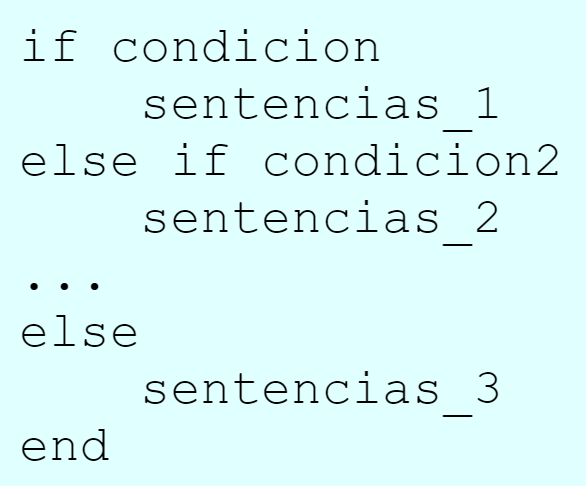 if condicion
    sentencias_1
else if condicion2
    sentencias_2
...
else
    sentencias_3
end